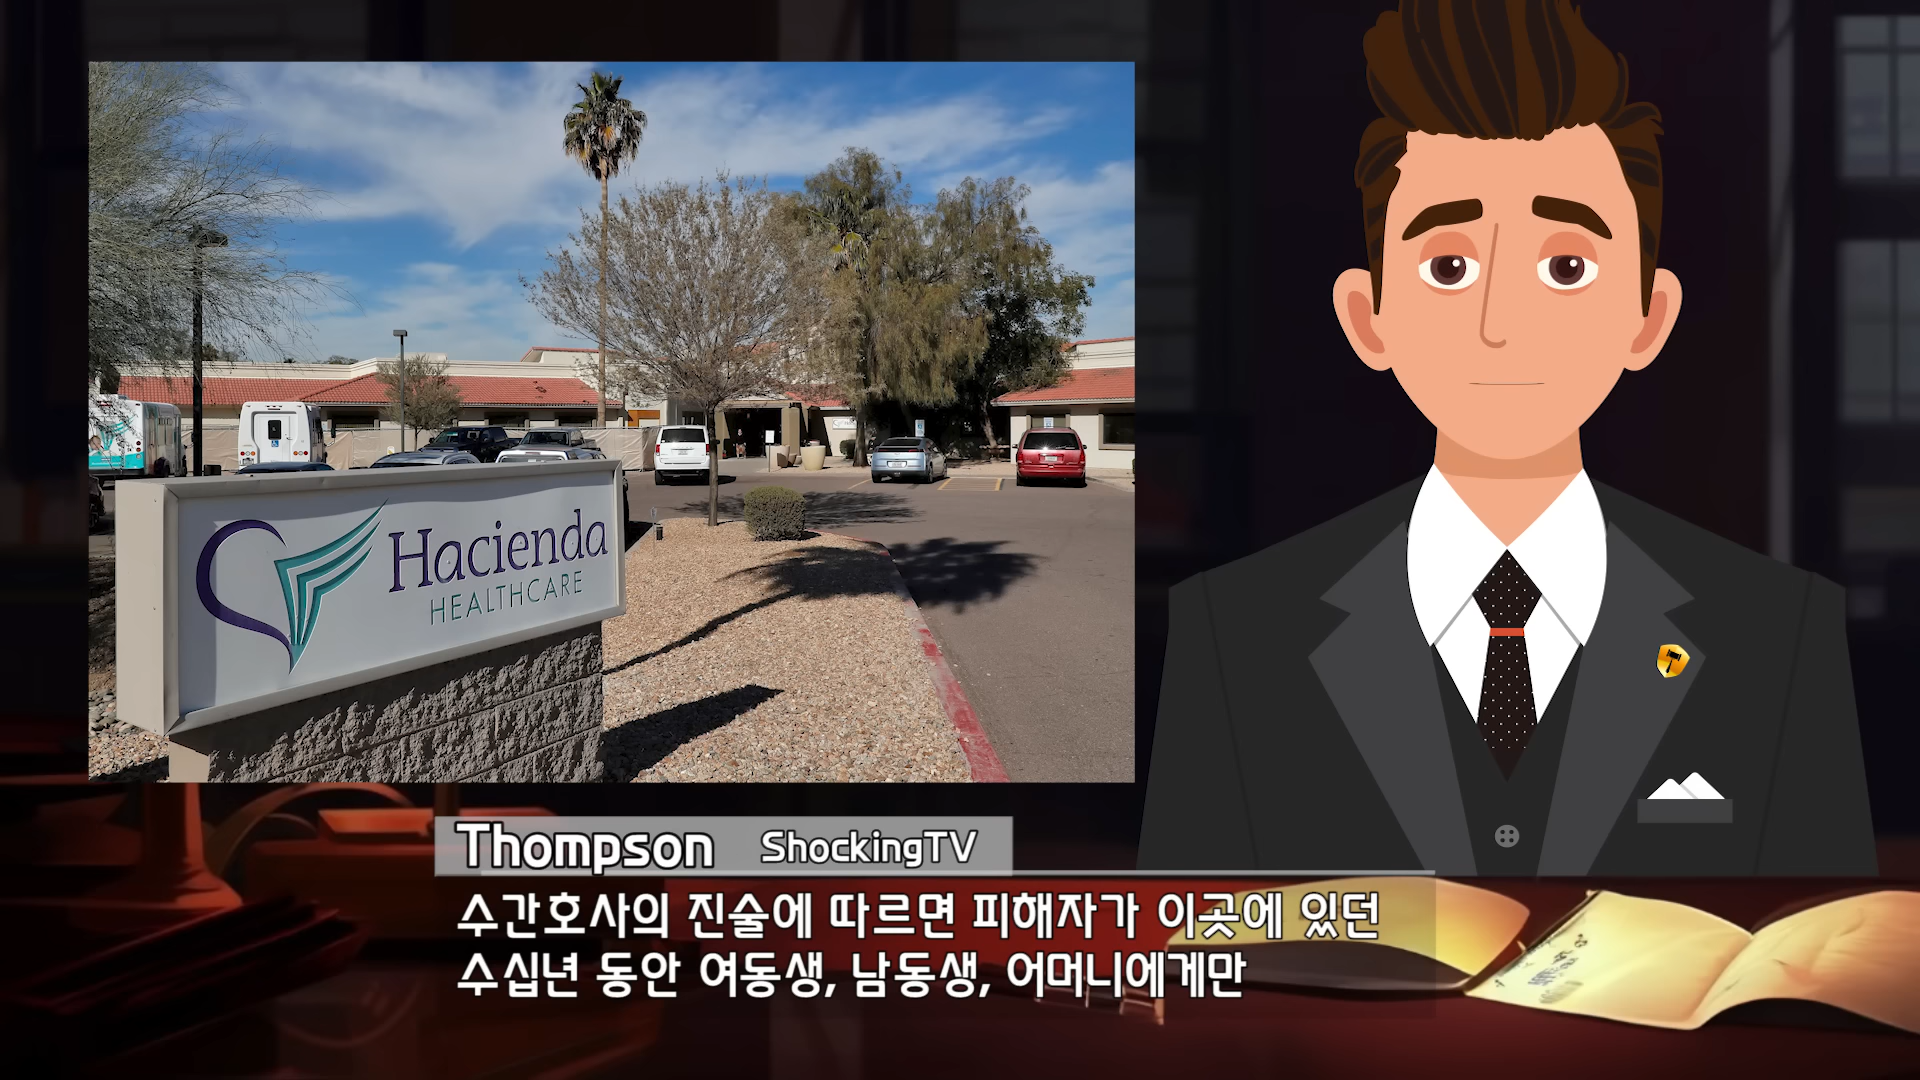 Hacienda
HEALTHCARE
Thompson ShockingTV
수간호사의 진술에 따르면 피해자가 이곳에 있던
수십년 동안 여동생, 남동생, 어머니에게만